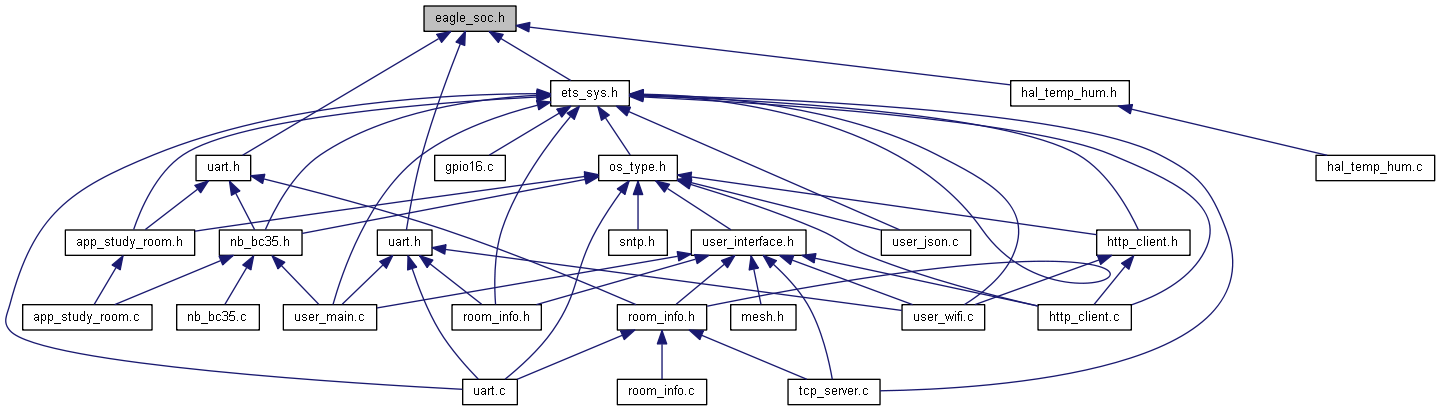 eagle_soc.h
ets_sys.h
hal_temp_hum.h
uart.h
gpio16.c
os_type.h
hal_temp_hum.c
app_study_room.h
nb_bc35.h
uart.h
sntp.h
user_interface.h
user_json.c
http_client.h
app_study_room.c
nb_bc35.c
user_main.c
room_info.h
room_info.h
mesh.h
user_wifi.c
http_client.c
uart.c
room_info.c
tcp_server.c